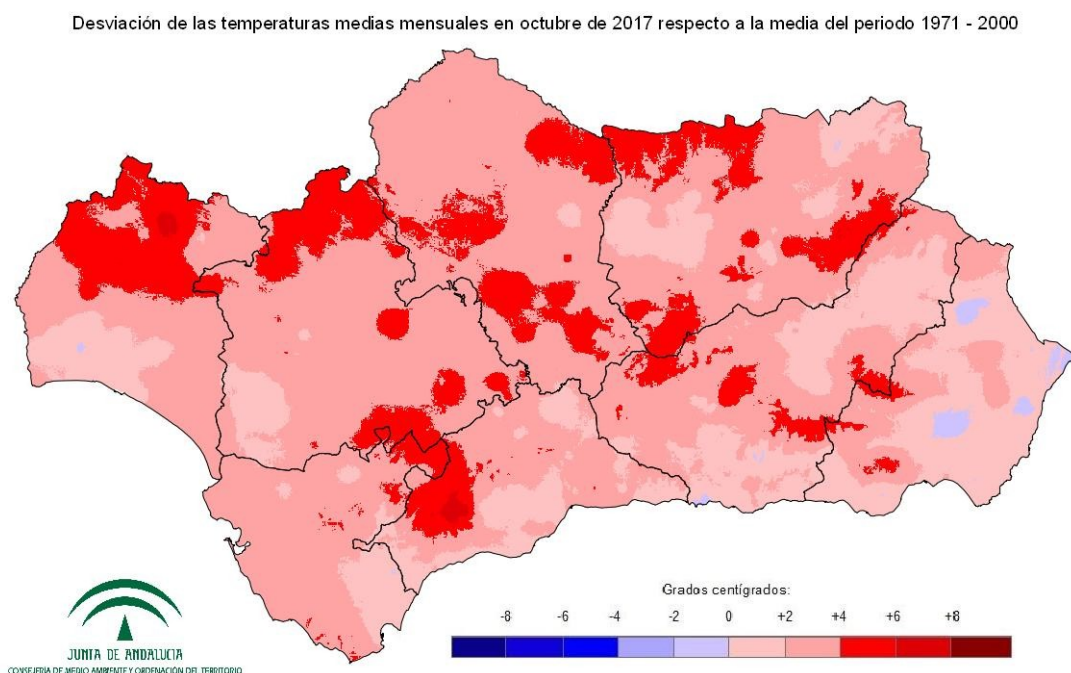 Desviación de las temperaturas medias mensuales en octubre de 2017 respecto a la media del periodo 1971 - 2000
Grados centígrados:
-8 -6 -4 -2 0 +2 +4 +6 +8
JUNTA DE ANDALUCIA
CONSEJERÍA DE MEDIO AMBIENTE Y ORDENACIÓN DEL TERRITORIO